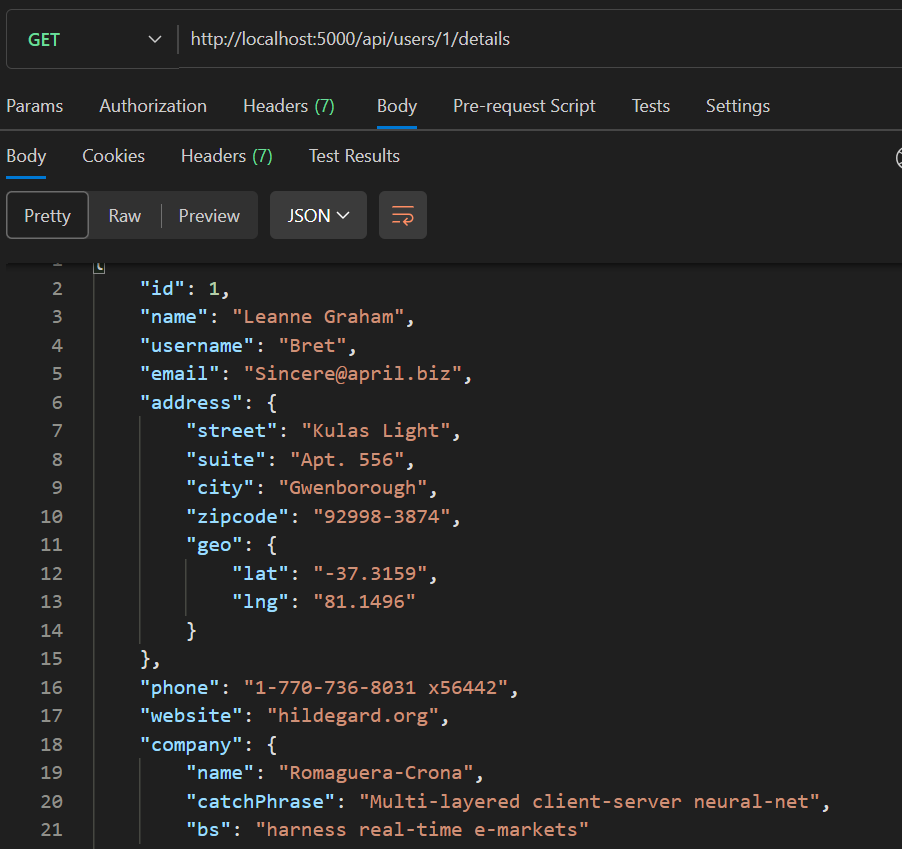 GET http://localhost:5000/api/users/1/details
Params Authorization Headers (7) Body Pre-request Script Tests Settings
Body Cookies Headers (7) Test Results
Pretty Raw Preview JSON
2 "id": 1,
3 "name": "Leanne Graham",
4 "username": "Bret",
5 "email": "Sincere@april.biz",
6 "address": {
7 "street": "Kulas Light",
8 "suite": "Apt. 556",
9 "city": "Gwenborough",
10 "zipcode": "92998-3874",
11 "geo": {
12 "lat": "-37.3159",
13 "lng": "81.1496"
14 }
15 },
16 "phone": "1-770-736-8031 x56442",
17 "website": "hildegard.org",
18 "company": {
19 "name": "Romaguera-Crona",
20 "catchPhrase": "Multi-layered client-server neural-net",
21 "bs": "harness real-time e-markets"